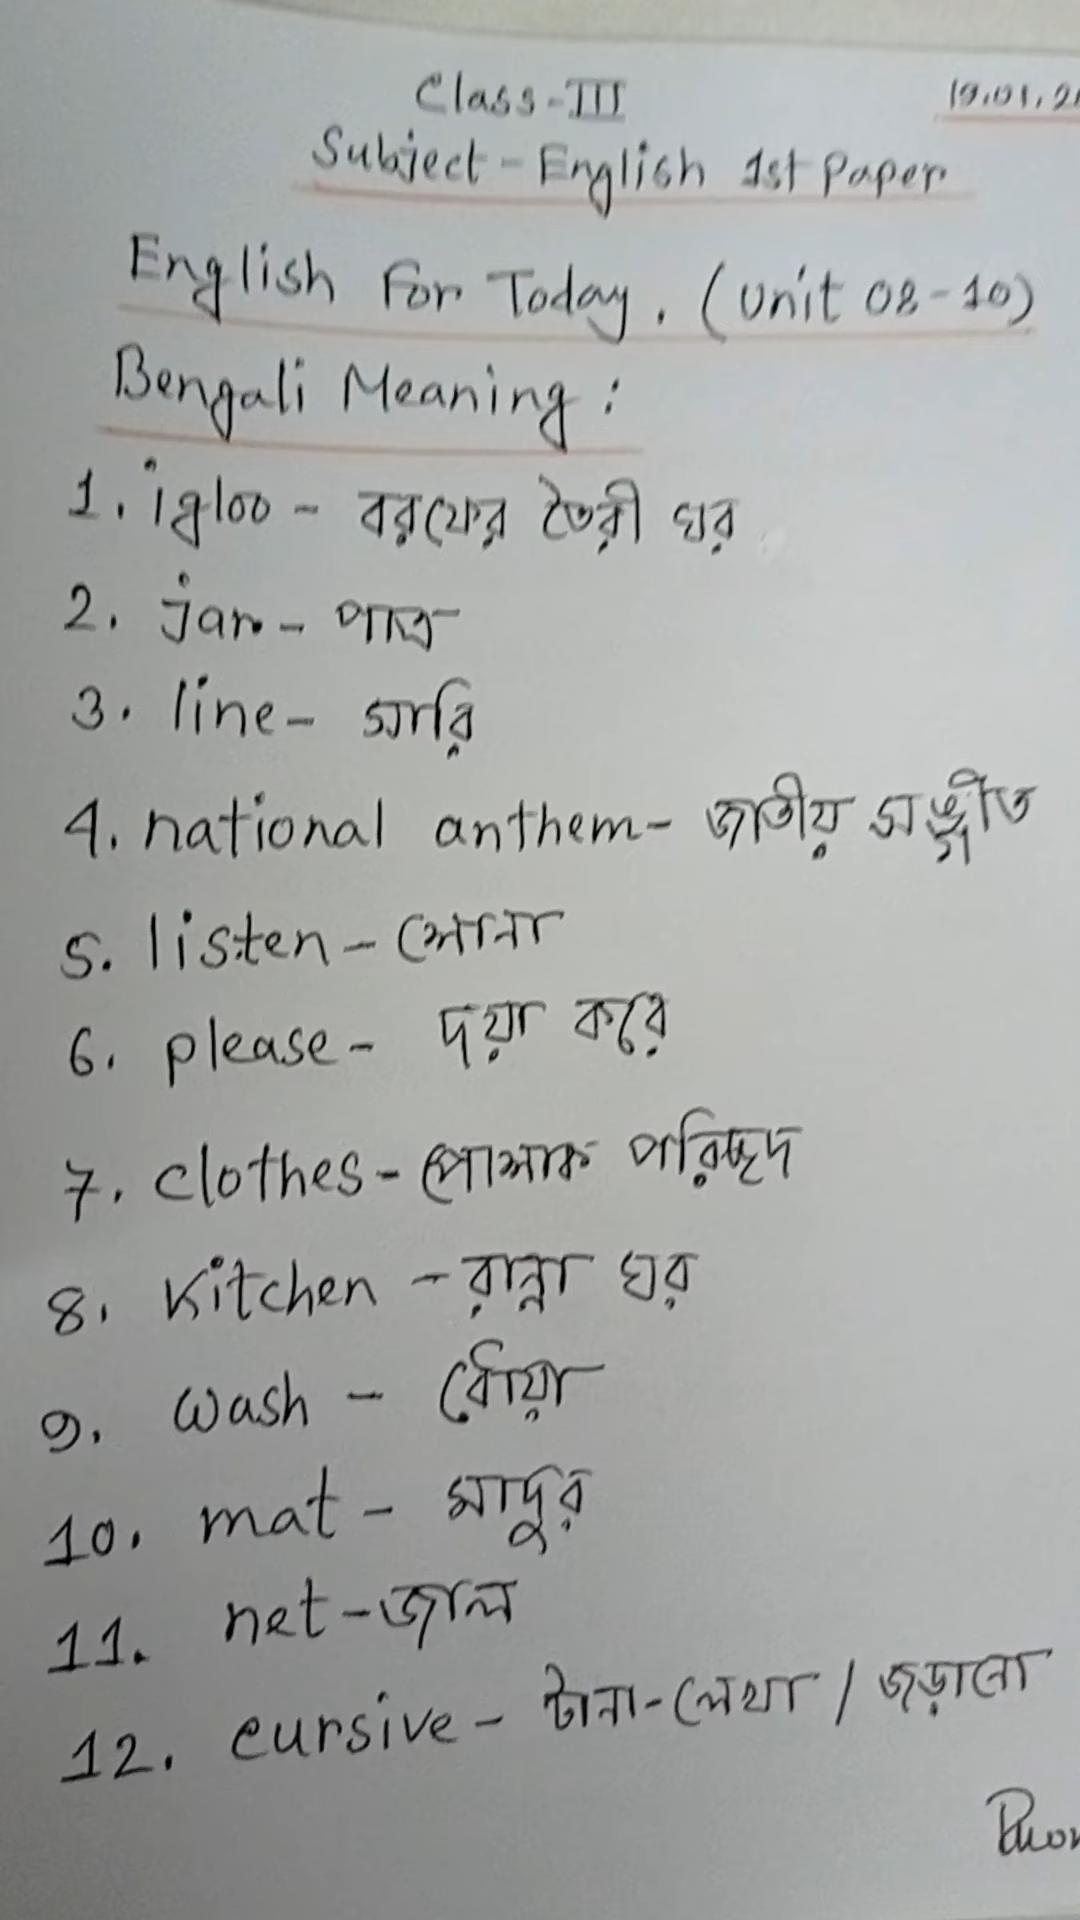 Class-III
Subject-English 1st Paper
English For Today. (Unit 08-10)
Bengali Meaning:
1. igloo - বরফের তৈরী ঘর
2. jar - পাত্র
3. line - সারি
4. national anthem - জাতীয় সঙ্গীত
5. listen - শোনা
6. please - দয়া করে
7. clothes - পোশাক পরিচ্ছদ
8. Kitchen - রান্না ঘর
9. wash - ধোঁয়া
10. mat - মাদুর
11. net - জাল
12. cursive - টানা-লেখা / জড়ানো